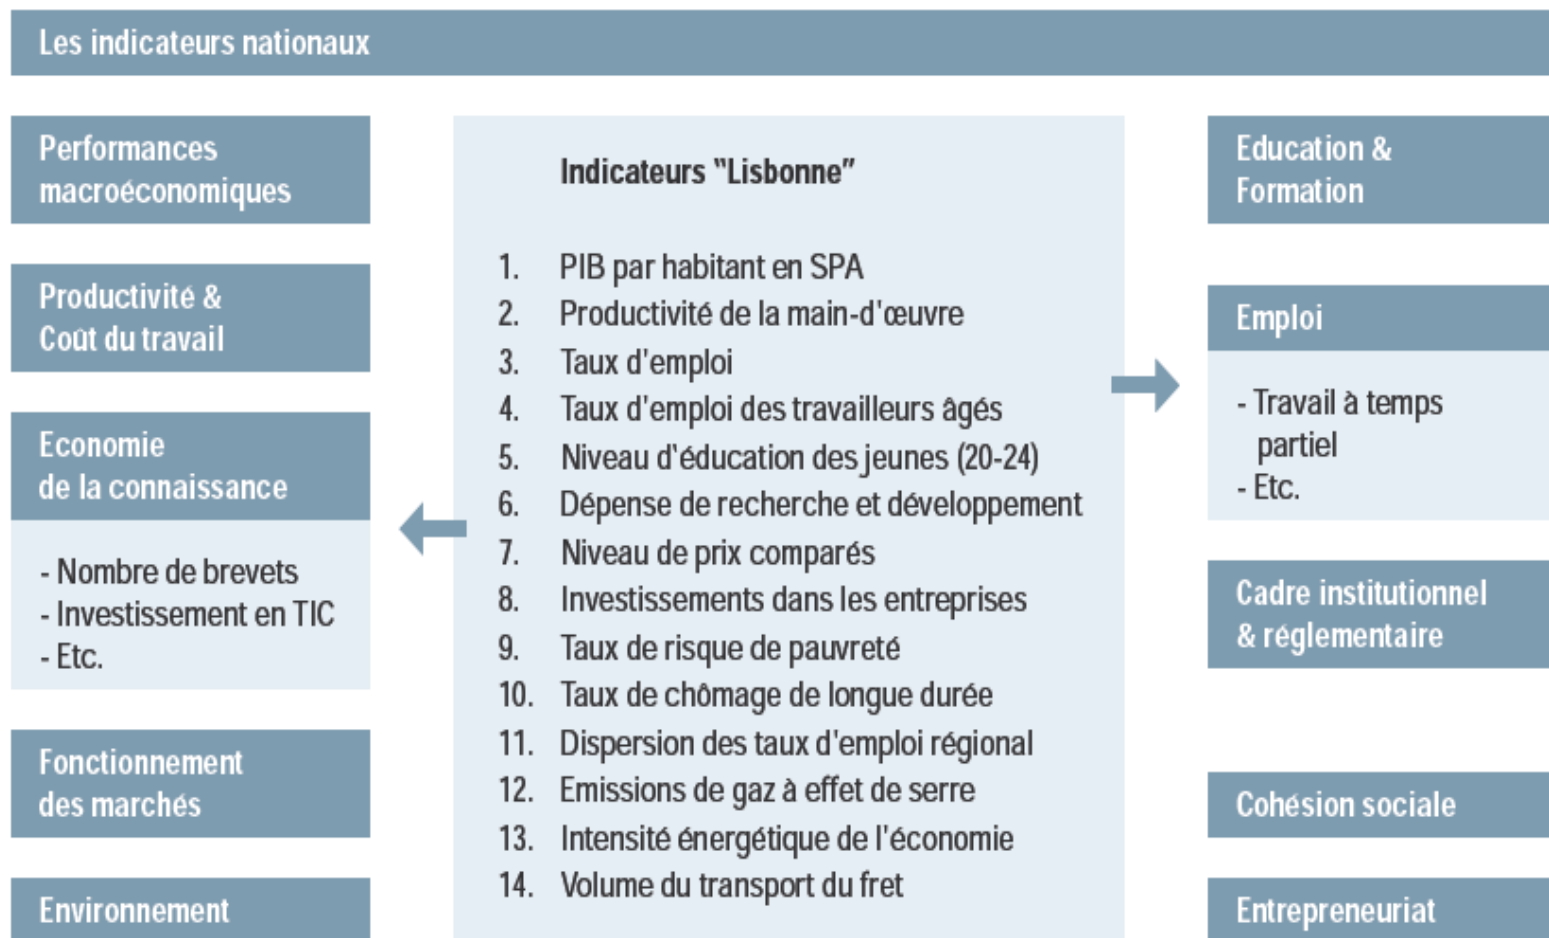 Les indicateurs nationaux
Performances
macroéconomiques
Productivité &
Coût du travail
Economie
de la connaissance
- Nombre de brevets
- Investissement en TIC
- Etc.
Fonctionnement
des marchés
Environnement
Indicateurs “Lisbonne”
1. PIB par habitant en SPA
2. Productivité de la main-d'œuvre
3. Taux d'emploi
4. Taux d'emploi des travailleurs âgés
5. Niveau d'éducation des jeunes (20-24)
6. Dépense de recherche et développement
7. Niveau de prix comparés
8. Investissements dans les entreprises
9. Taux de risque de pauvreté
10. Taux de chômage de longue durée
11. Dispersion des taux d'emploi régional
12. Emissions de gaz à effet de serre
13. Intensité énergétique de l'économie
14. Volume du transport du fret
Education &
Formation
Emploi
- Travail à temps
partiel
- Etc.
Cadre institutionnel
& réglementaire
Cohésion sociale
Entrepreneuriat